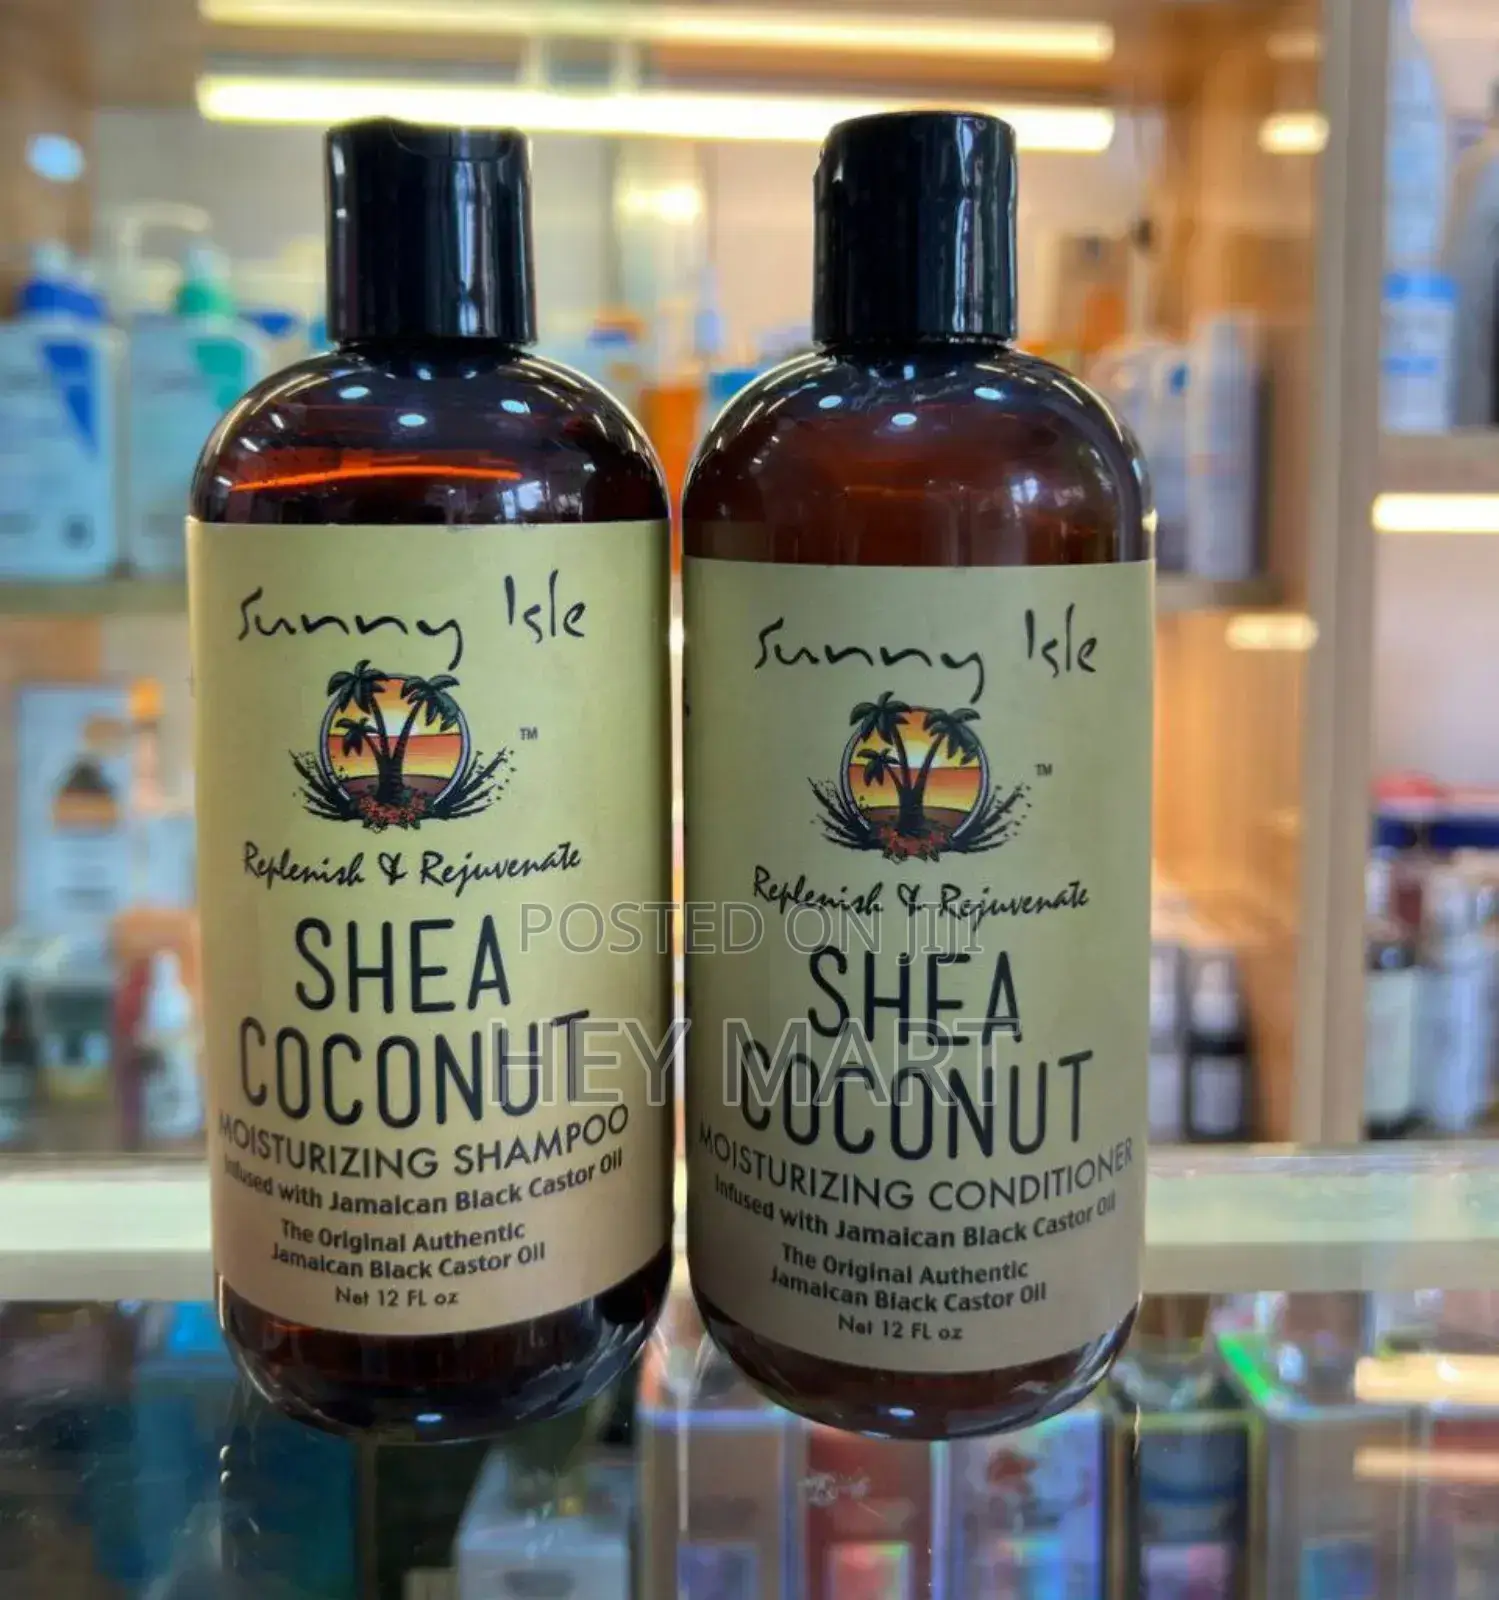 Sunny Isle
TM
Replenish & Rejuvenate
SHEA
COCONUT
MOISTURIZING SHAMPOO
Infused with Jamaican Black Castor Oil
The Original Authentic
Jamaican Black Castor Oil
Net 12 FL oz
Sunny Isle
TM
Replenish & Rejuvenate
SHEA
COCONUT
MOISTURIZING CONDITIONER
Infused with Jamaican Black Castor Oil
The Original Authentic
Jamaican Black Castor Oil
Net 12 FL oz
POSTED ON JIJI
HEY MART